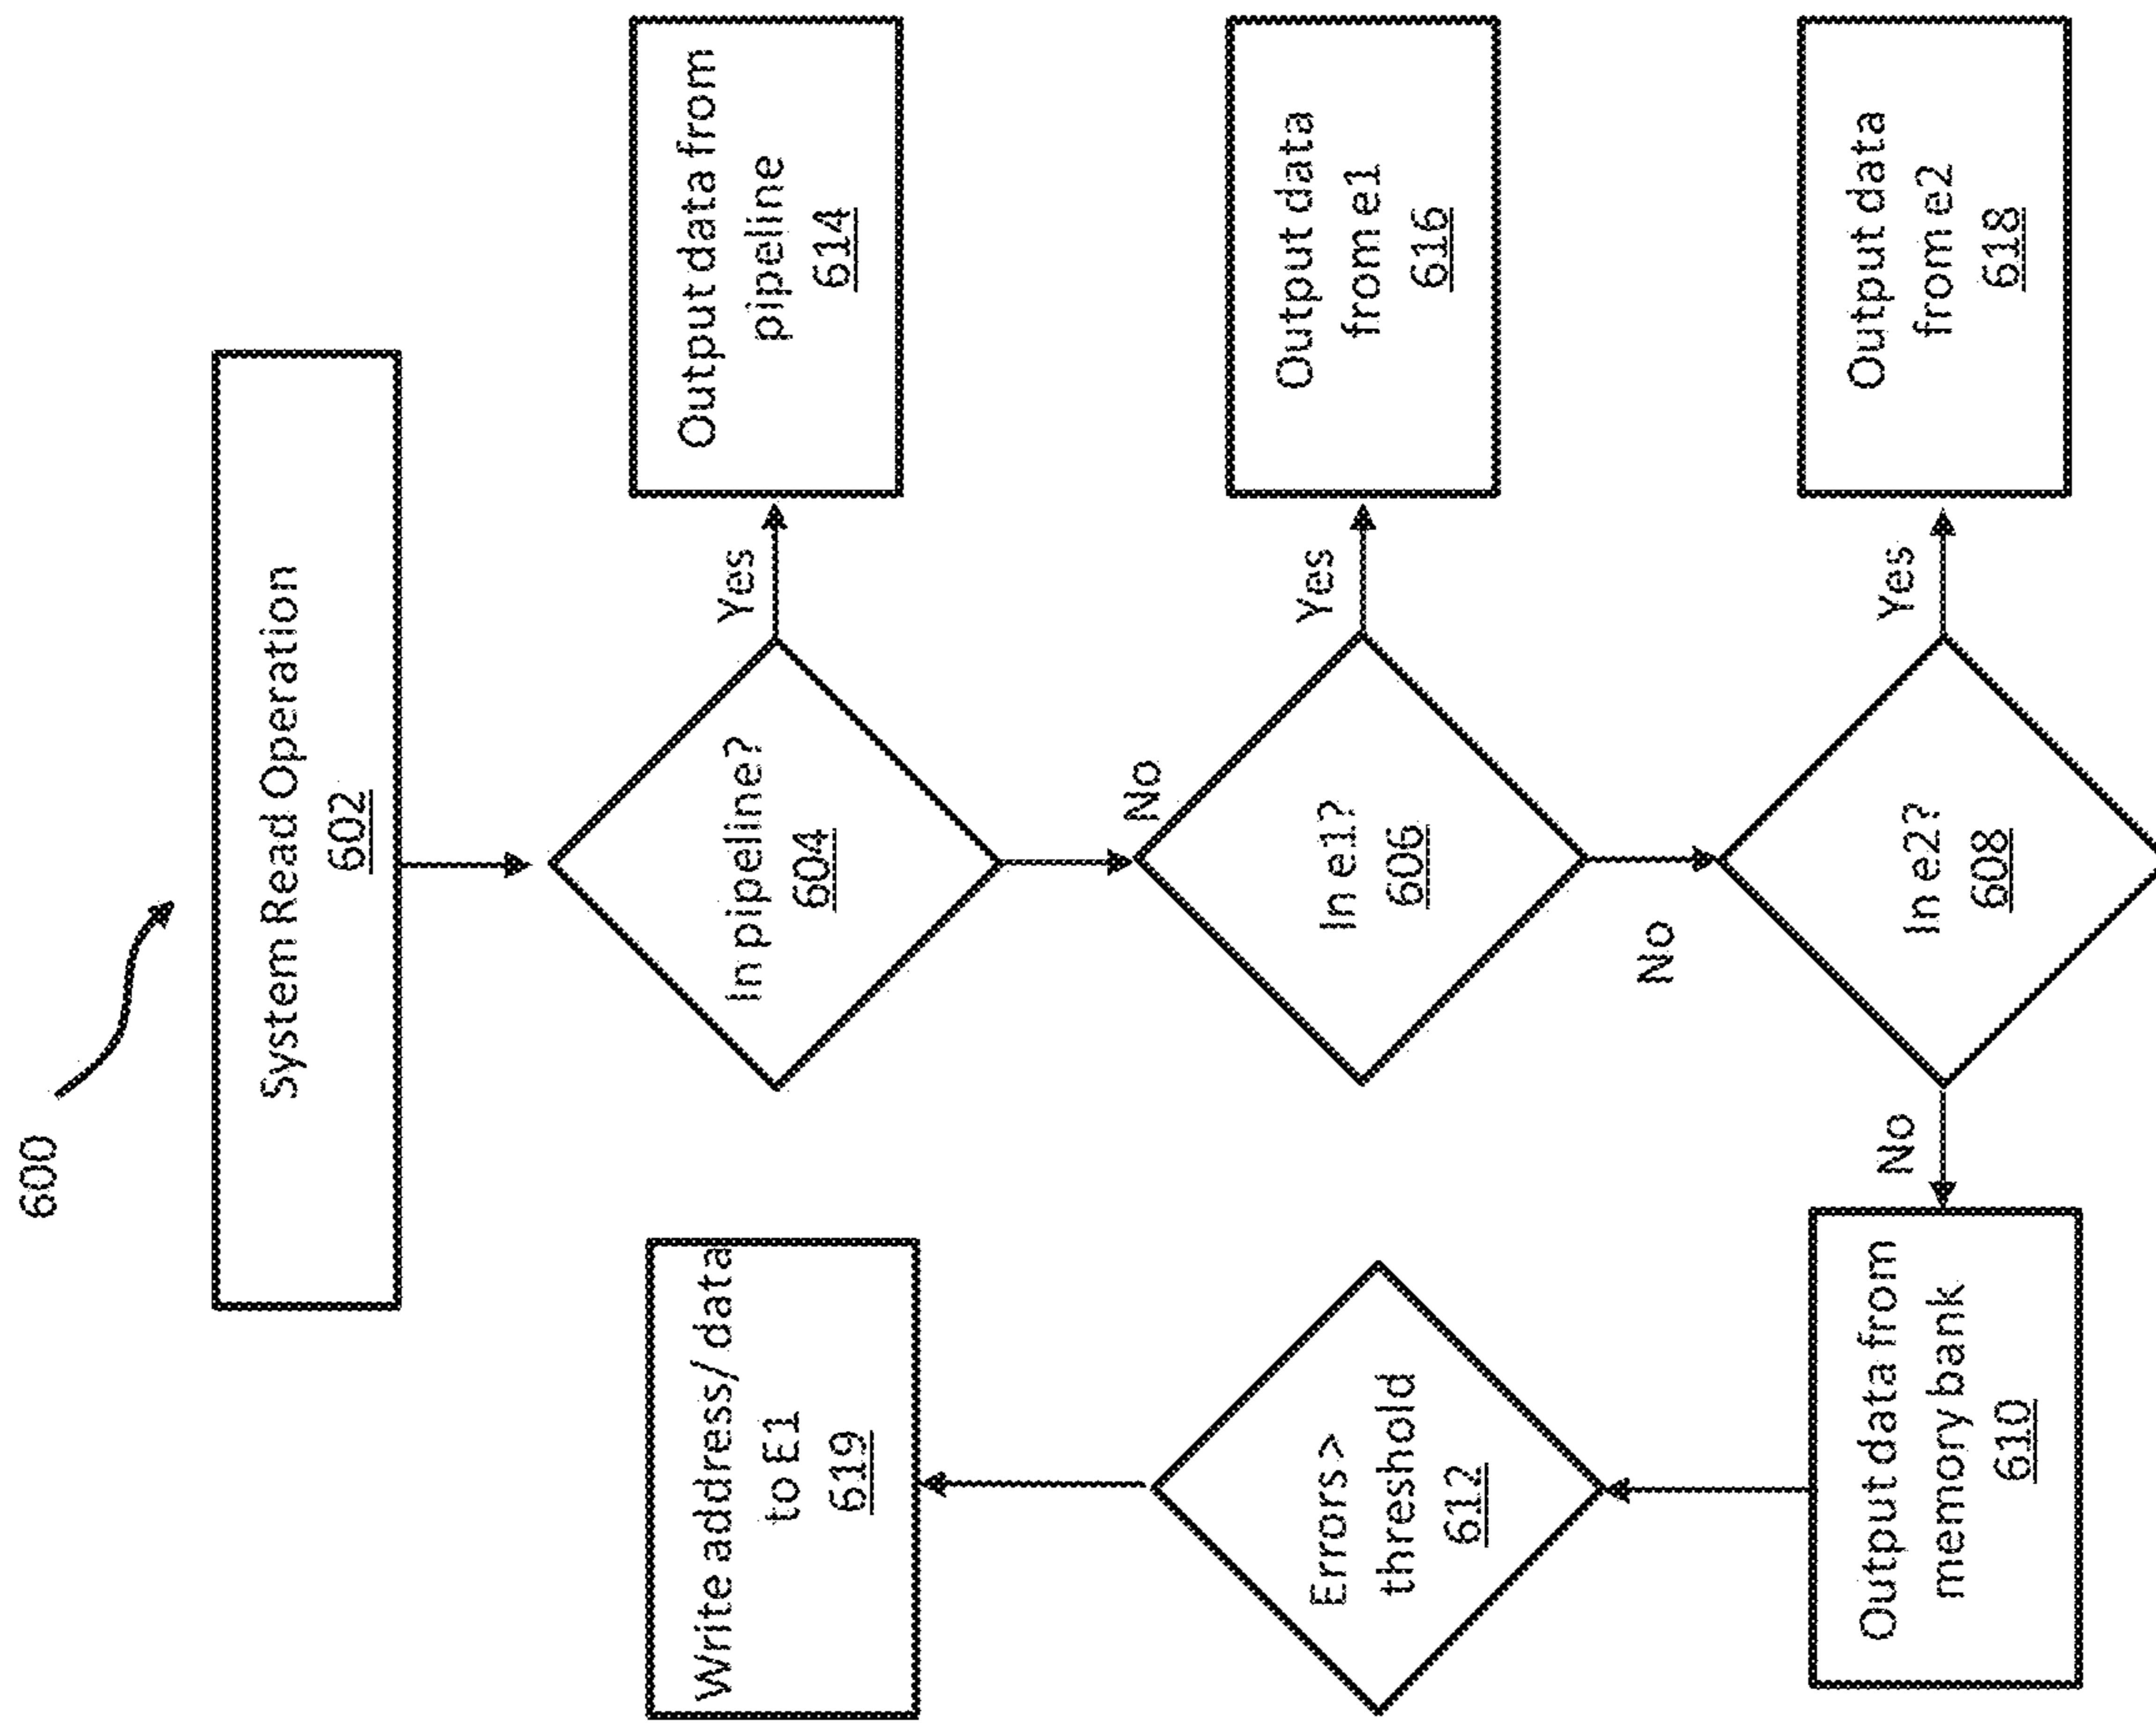 600
System Read Operation
602
In pipeline?
604
Yes
Output data from
pipeline
614
No
In e1?
606
Yes
Output data
from e1
616
No
In e2?
608
Yes
Output data
from e2
618
No
Output data from
memory bank
610
Errors >
threshold
612
Write address/data
to E1
619